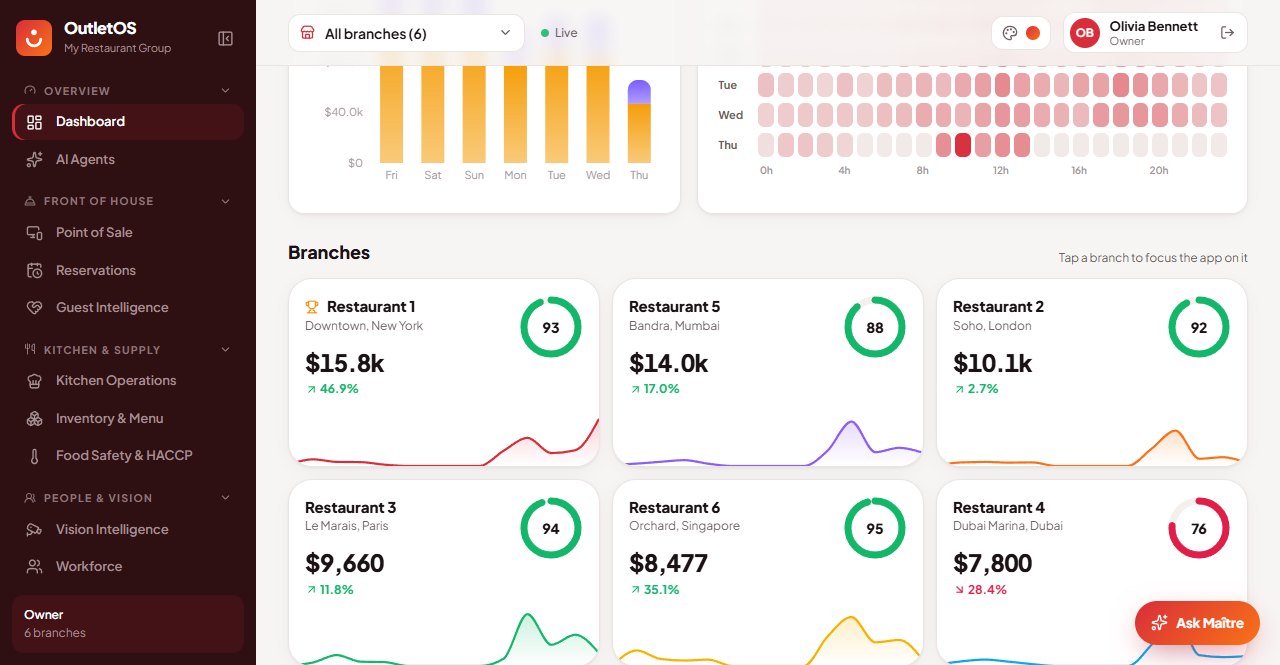 OutletOS
My Restaurant Group
OVERVIEW
Dashboard
AI Agents
FRONT OF HOUSE
Point of Sale
Reservations
Guest Intelligence
KITCHEN & SUPPLY
Kitchen Operations
Inventory & Menu
Food Safety & HACCP
PEOPLE & VISION
Vision Intelligence
Workforce
Owner
6 branches
All branches (6)
Live
OB
Olivia Bennett
Owner
$40.0k
$0
Fri Sat Sun Mon Tue Wed Thu
Tue
Wed
Thu
0h 4h 8h 12h 16h 20h
Branches
Tap a branch to focus the app on it
Restaurant 1
Downtown, New York
93
$15.8k
46.9%
Restaurant 5
Bandra, Mumbai
88
$14.0k
17.0%
Restaurant 2
Soho, London
92
$10.1k
2.7%
Restaurant 3
Le Marais, Paris
94
$9,660
11.8%
Restaurant 6
Orchard, Singapore
95
$8,477
35.1%
Restaurant 4
Dubai Marina, Dubai
76
$7,800
28.4%
Ask Maître